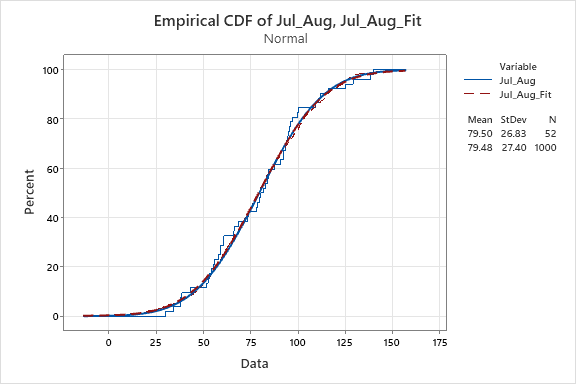 Empirical CDF of Jul_Aug, Jul_Aug_Fit
Normal
100
80
60
40
20
0
Percent
0 25 50 75 100 125 150 175
Data
Variable
Jul_Aug
Jul_Aug_Fit
Mean StDev N
79.50 26.83 52
79.48 27.40 1000